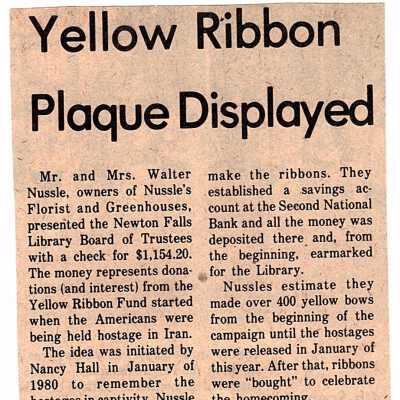 Yellow Ribbon
Plaque Displayed
Mr. and Mrs. Walter
Nussle, owners of Nussle's
Florist and Greenhouses,
presented the Newton Falls
Library Board of Trustees
with a check for $1,154.20.
The money represents dona-
tions (and interest) from the
Yellow Ribbon Fund started
when the Americans were
being held hostage in Iran.
The idea was initiated by
Nancy Hall in January of
1980 to remember the
hostages in captivity. Nussle
make the ribbons. They
established a savings ac-
count at the Second National
Bank and all the money was
deposited there and, from
the beginning, earmarked
for the Library.
Nussles estimate they
made over 400 yellow bows
from the beginning of the
campaign until the hostages
were released in January of
this year. After that, ribbons
were "bought" to celebrate
the homecoming.